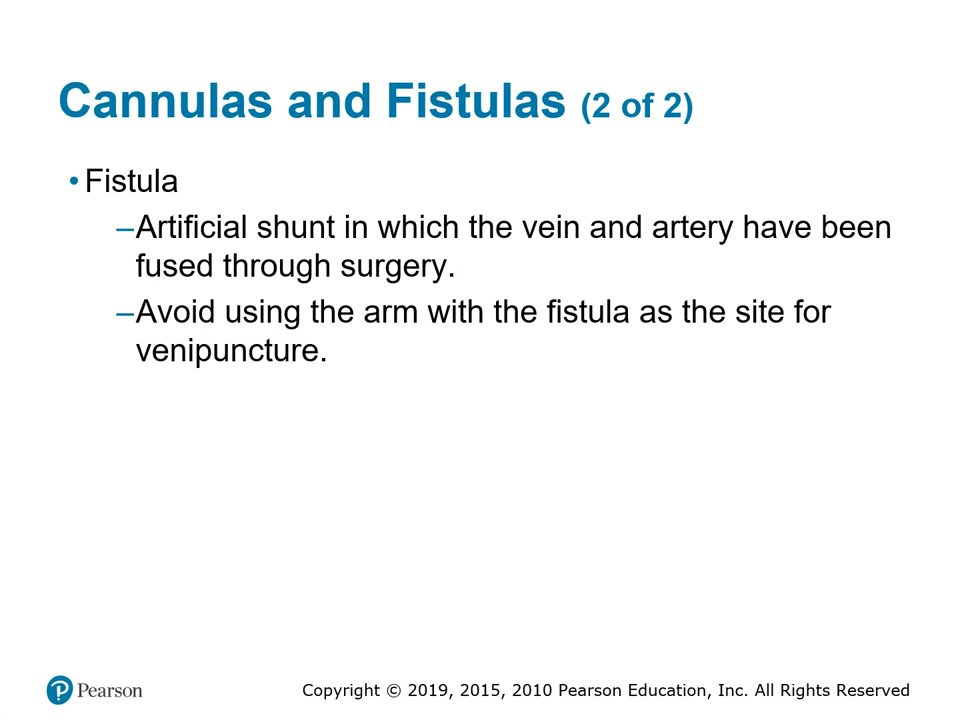 Cannulas and Fistulas (2 of 2)
• Fistula
–Artificial shunt in which the vein and artery have been
fused through surgery.
–Avoid using the arm with the fistula as the site for
venipuncture.
Pearson
Copyright © 2019, 2015, 2010 Pearson Education, Inc. All Rights Reserved